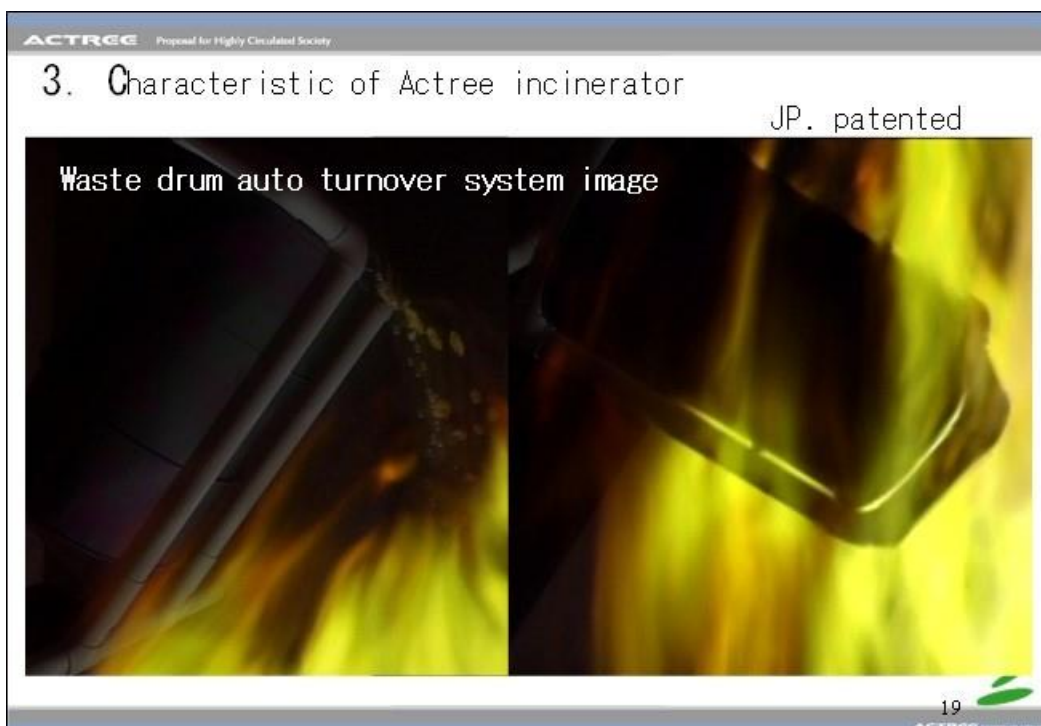 ACTREE Proposal for Highly Circulated Society
3. Characteristic of Actree incinerator
JP. patented
Waste drum auto turnover system image
19
ACTREE